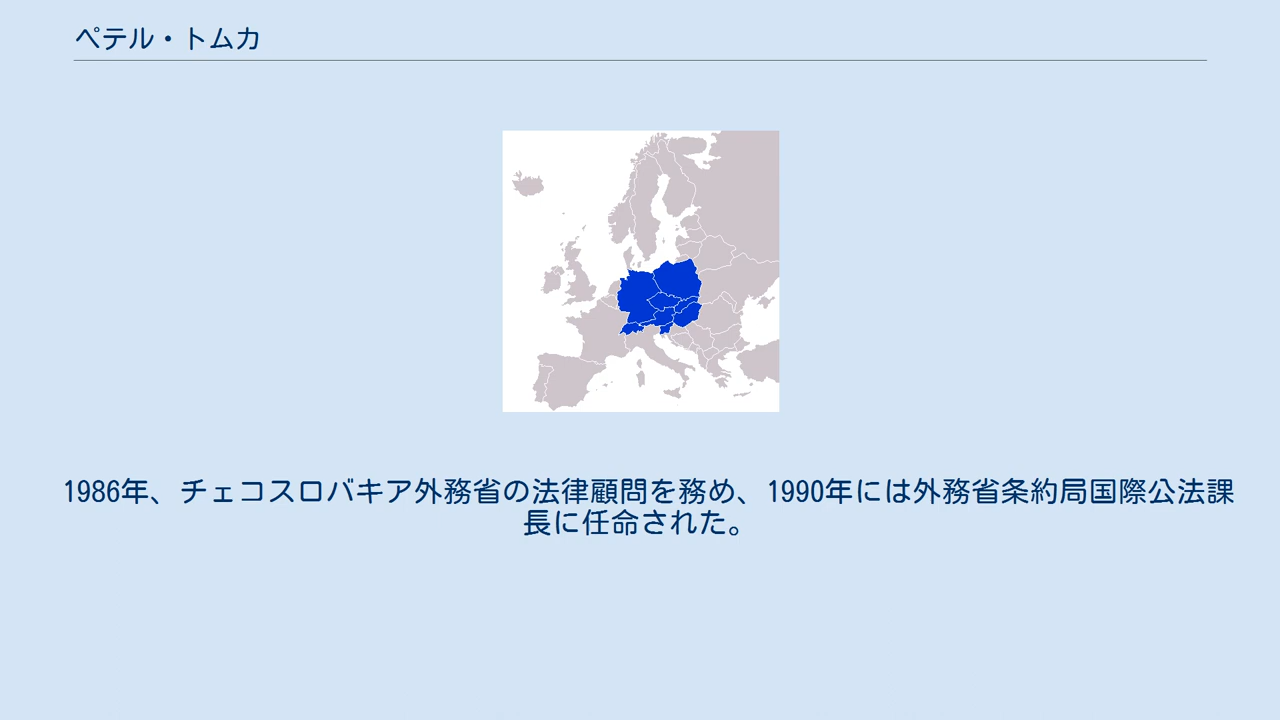 ペテル・トムカ
1986年、チェコスロバキア外務省の法律顧問を務め、1990年には外務省条約局国際公法課
長に任命された。